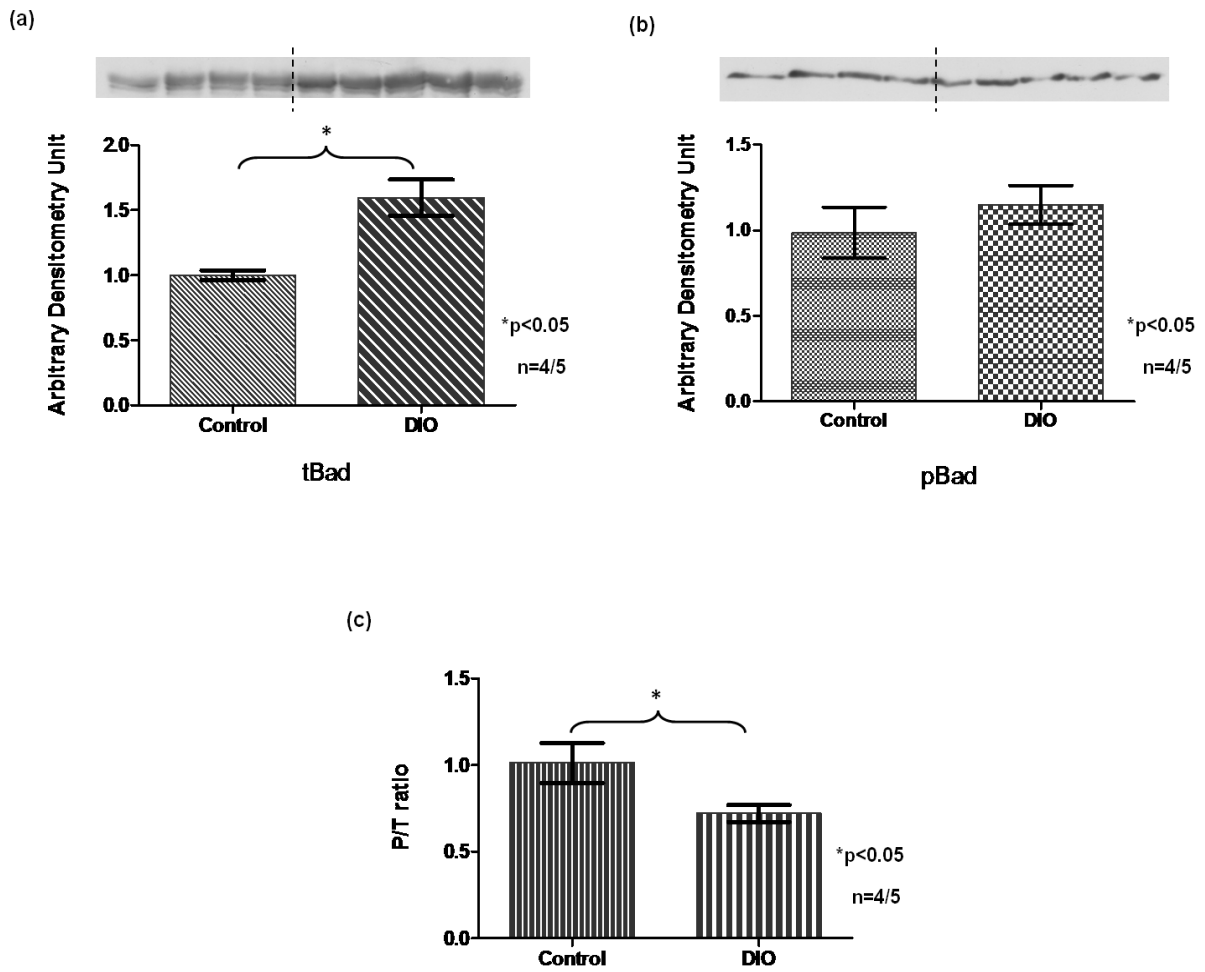 (a)
*
Arbitrary Densitometry Unit
2.0
1.5
1.0
0.5
0.0
Control
DIO
*p<0.05
n=4/5
tBad
(b)
Arbitrary Densitometry Unit
1.5
1.0
0.5
0.0
Control
DIO
*p<0.05
n=4/5
pBad
(c)
*
P/T ratio
1.5
1.0
0.5
0.0
Control
DIO
*p<0.05
n=4/5